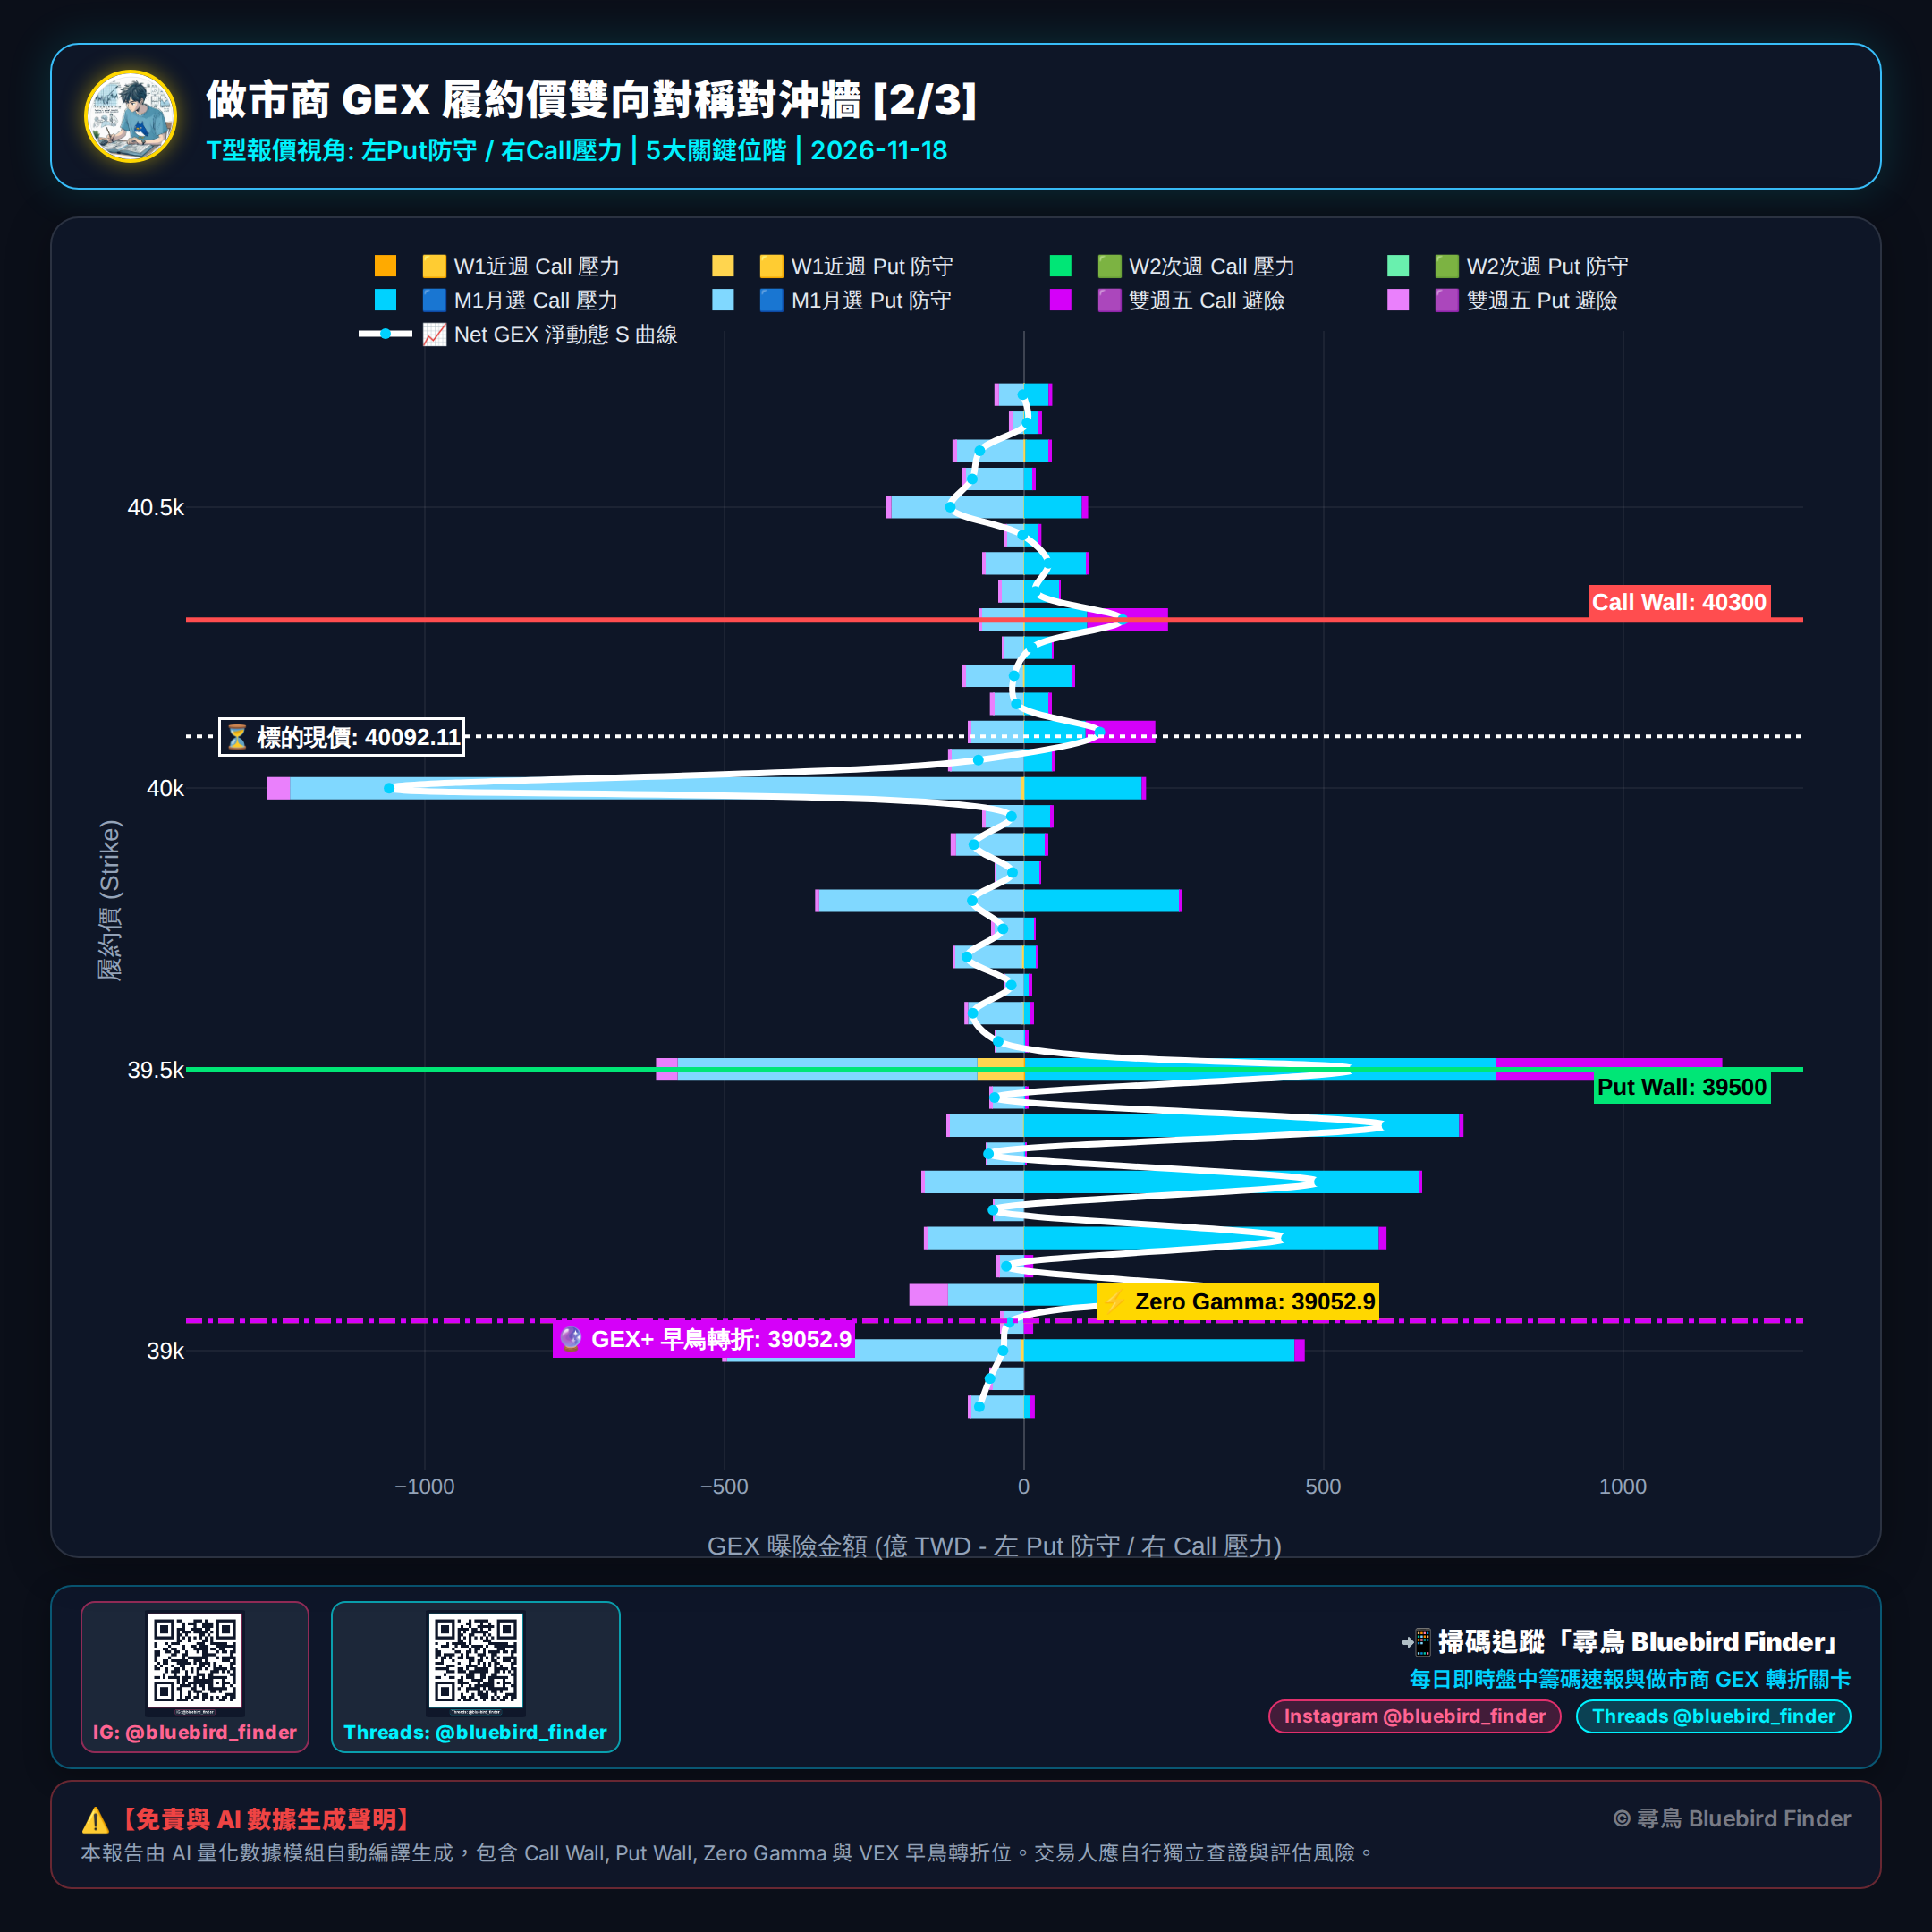 做市商 GEX 履約價雙向對稱對沖牆 [2/3]
T型報價視角: 左Put防守 / 右Call壓力 | 5大關鍵位階 | 2026-11-18
W1近週 Call 壓力
W1近週 Put 防守
W2次週 Call 壓力
W2次週 Put 防守
M1月選 Call 壓力
M1月選 Put 防守
雙週五 Call 避險
雙週五 Put 避險
Net GEX 淨動態 S 曲線
40.5k
Call Wall: 40300
標的現價: 40092.11
40k
履約價 (Strike)
39.5k
Put Wall: 39500
Zero Gamma: 39052.9
GEX+ 早鳥轉折: 39052.9
39k
−1000
−500
0
500
1000
GEX 曝險金額 (億 TWD - 左 Put 防守 / 右 Call 壓力)
IG: @bluebird_finder
Threads: @bluebird_finder
掃碼追蹤「尋鳥 Bluebird Finder」
每日即時盤中籌碼速報與做市商 GEX 轉折關卡
Instagram @bluebird_finder
Threads @bluebird_finder
【免責與 AI 數據生成聲明】
© 尋鳥 Bluebird Finder
本報告由 AI 量化數據模組自動編譯生成，包含 Call Wall, Put Wall, Zero Gamma 與 VEX 早鳥轉折位。交易人應自行獨立查證與評估風險。